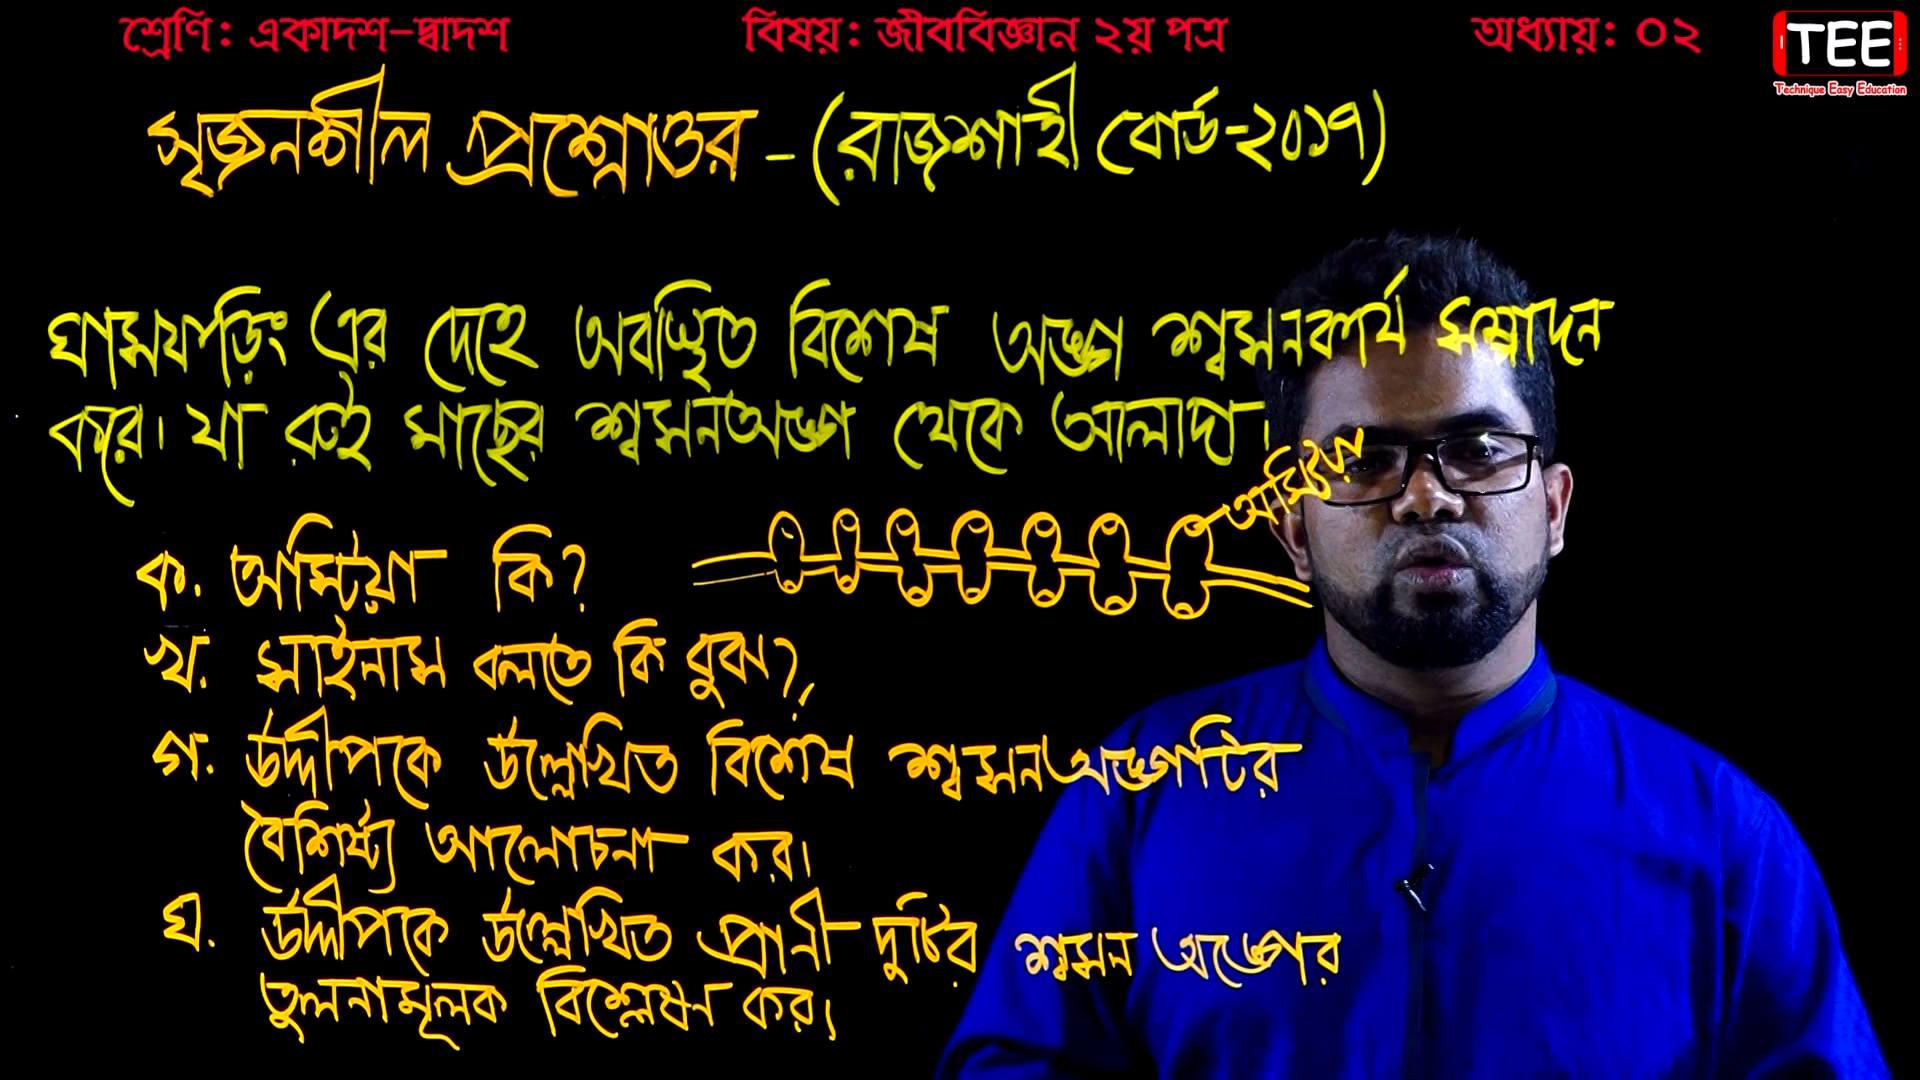 শ্রেণি: একাদশ-দ্বাদশ বিষয়: জীববিজ্ঞান ২য় পত্র অধ্যায়: ০২
TEE
Technique Easy Education
সৃজনশীল প্রশ্নোত্তর - (রাজশাহী বোর্ড-২০১৭)
ঘাসফড়িং এর দেহে অবস্থিত বিশেষ অঙ্গ শ্বসনকার্য সম্পাদন
করে। যা রুই মাছের শ্বসনঅঙ্গ থেকে আলাদা।
অস্টিয়া
ক. অস্টিয়া কি?
খ. সাইনাস বলতে কি বুঝ?
গ. উদ্দীপকে উল্লেখিত বিশেষ শ্বসনঅঙ্গটির
বৈশিষ্ট্য আলোচনা কর।
ঘ. উদ্দীপকে উল্লেখিত প্রানী দুটির শ্বসন অঙ্গের
তুলনামূলক বিশ্লেষণ কর।